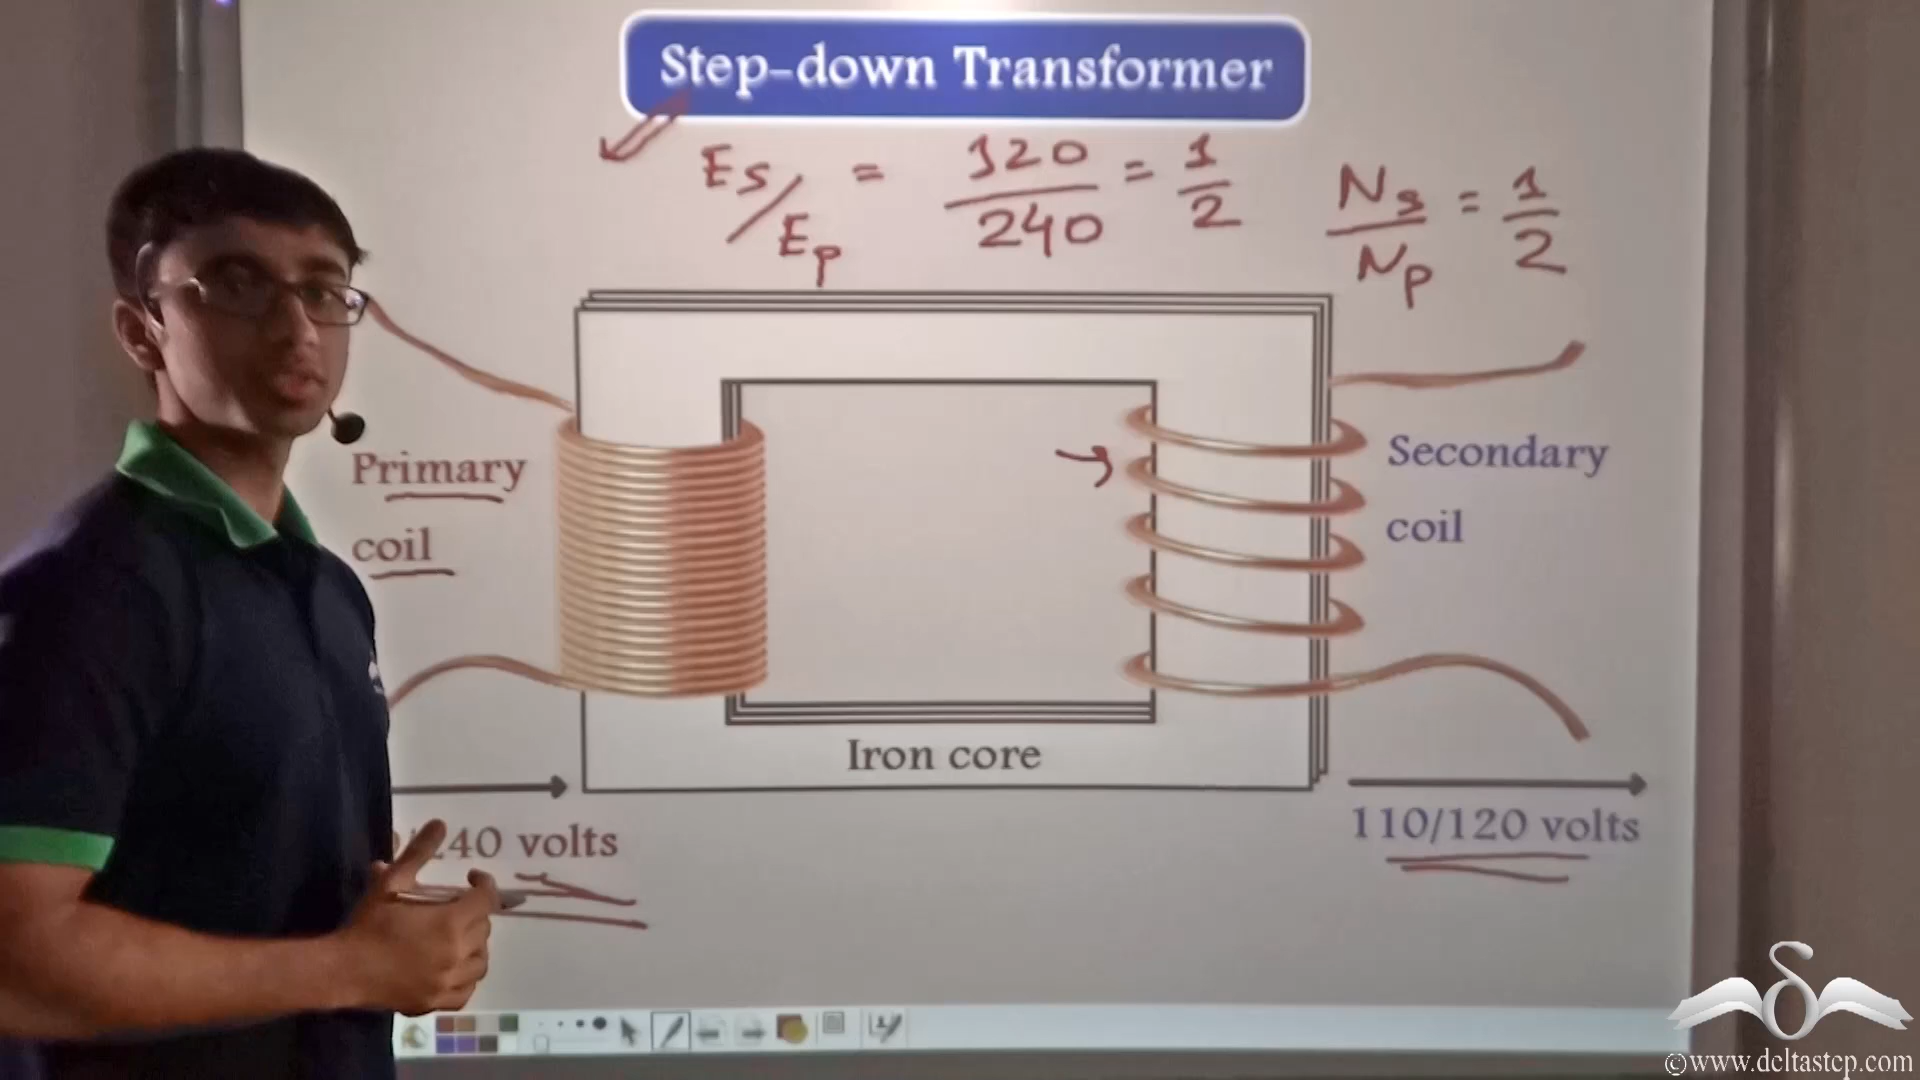 Step-down Transformer
Es/Ep = 120/240 = 1/2
Ns/Np = 1/2
Primary
coil
Secondary
coil
Iron core
240 volts
110/120 volts
©www.deltastep.com